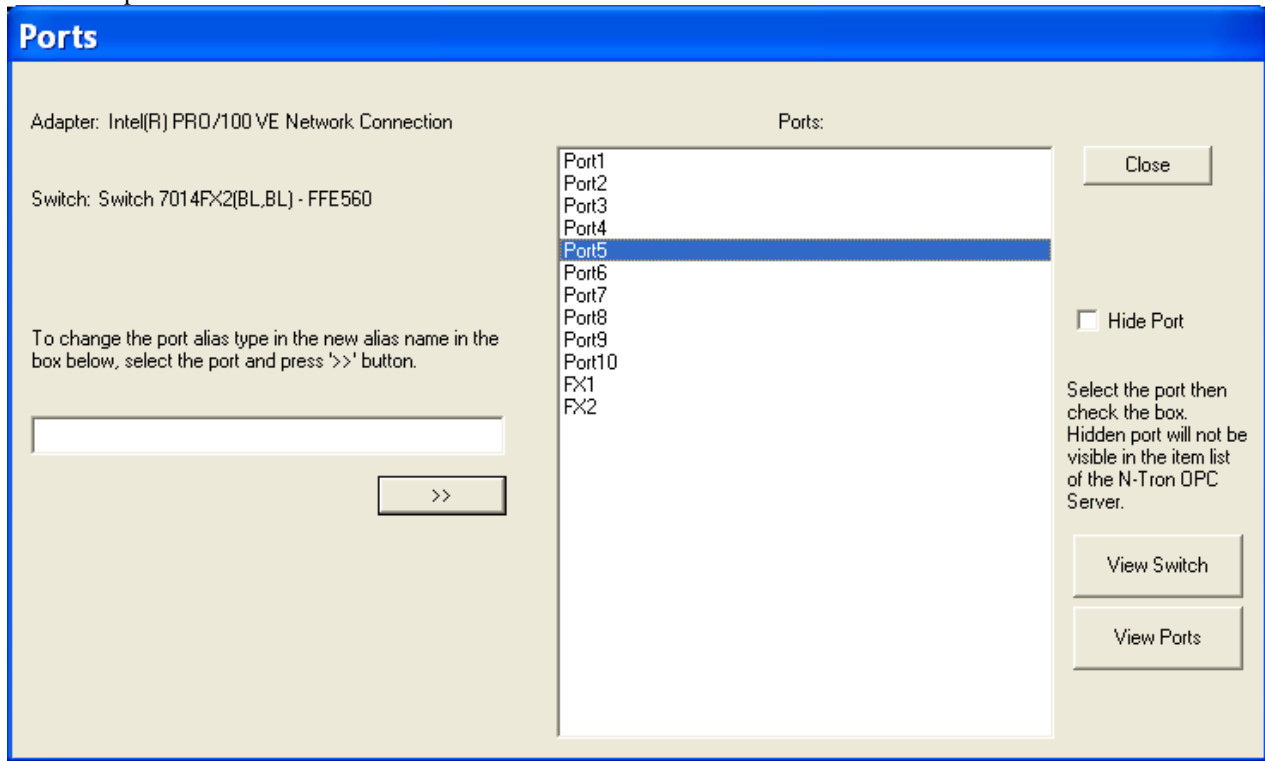 Ports
Adapter: Intel(R) PRO/100 VE Network Connection
Switch: Switch 7014FX2(BL,BL) - FFE560
To change the port alias type in the new alias name in the
box below, select the port and press '>>' button.
>>
Ports:
Port1
Port2
Port3
Port4
Port5
Port6
Port7
Port8
Port9
Port10
FX1
FX2
Close
Hide Port
Select the port then
check the box.
Hidden port will not be
visible in the item list
of the N-Tron OPC
Server.
View Switch
View Ports